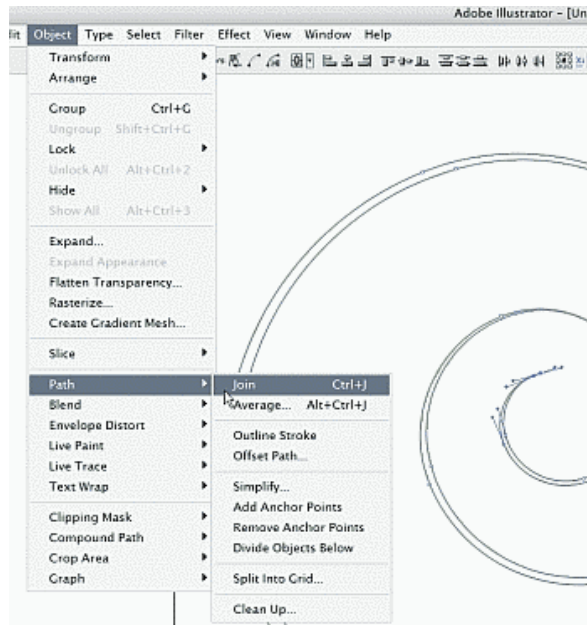 Adobe Illustrator - [Un
lit Object Type Select Filter Effect View Window Help
Transform
Arrange
Group Ctrl+G
Ungroup Shift+Ctrl+G
Lock
Unlock All Alt+Ctrl+2
Hide
Show All Alt+Ctrl+3
Expand...
Expand Appearance
Flatten Transparency...
Rasterize...
Create Gradient Mesh...
Slice
Path
Blend
Envelope Distort
Live Paint
Live Trace
Text Wrap
Clipping Mask
Compound Path
Crop Area
Graph
Join Ctrl+J
Average... Alt+Ctrl+J
Outline Stroke
Offset Path...
Simplify...
Add Anchor Points
Remove Anchor Points
Divide Objects Below
Split Into Grid...
Clean Up...